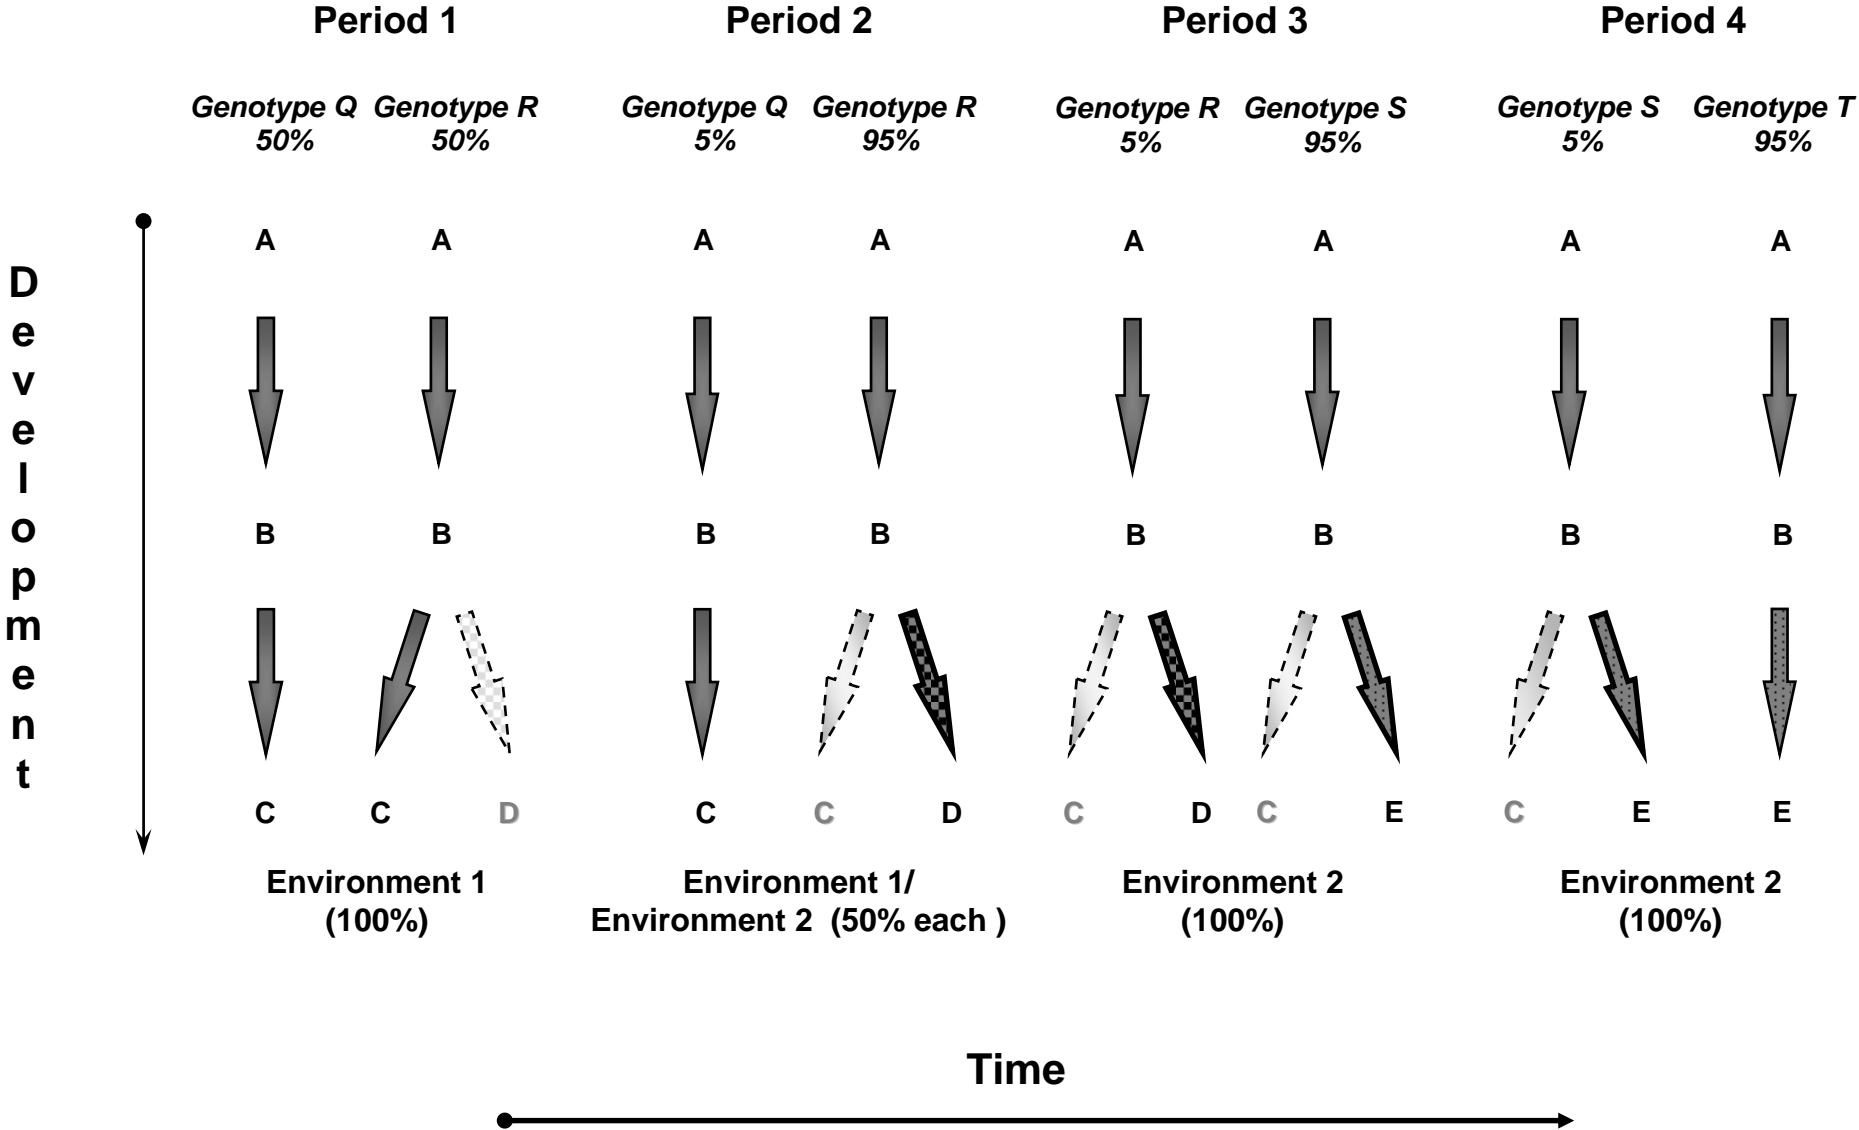 Period 1 Period 2 Period 3 Period 4
Genotype Q Genotype R Genotype Q Genotype R Genotype R Genotype S Genotype S Genotype T
50% 50% 5% 95% 5% 95% 5% 95%
Development
A A A A A A A A
B B B B B B B B
C C D C C D C D C E C E E
Environment 1 Environment 1/ Environment 2 Environment 2
(100%) Environment 2 (50% each ) (100%) (100%)
Time